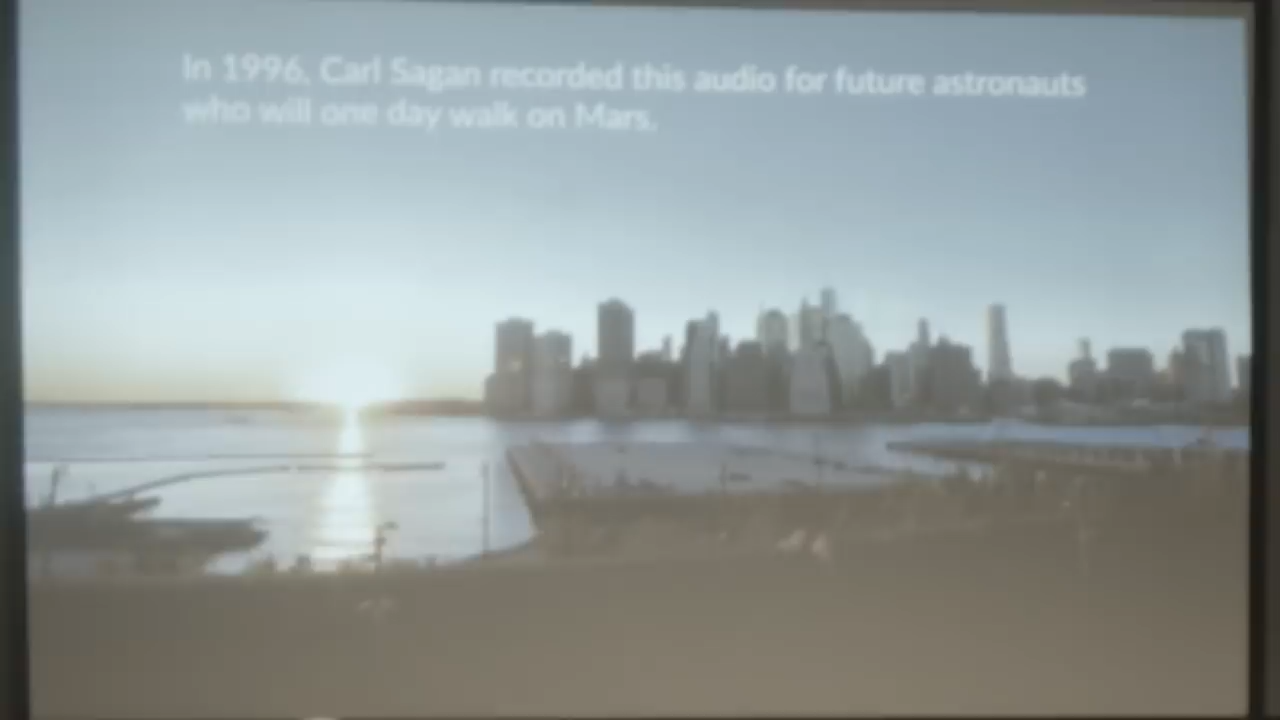 In 1996, Carl Sagan recorded this audio for future astronauts
who will one day walk on Mars.